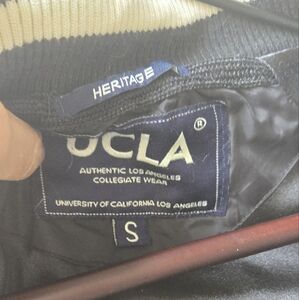 HERITAGE
UCLA®
AUTHENTIC LOS ANGELES
COLLEGIATE WEAR
UNIVERSITY OF CALIFORNIA LOS ANGELES
S